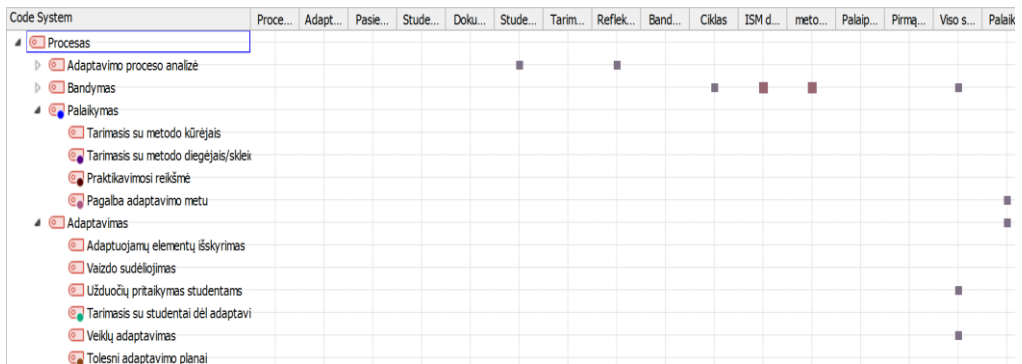 Code System Proce... Adapt... Pasie... Stude... Doku... Stude... Tarim... Reflek... Band... Ciklas ISM d... meto... Palaip... Pirmą... Viso s... Palaik
Procesas
Adaptavimo proceso analizė
Bandymas
Palaikymas
Tarimasis su metodo kūrėjais
Tarimasis su metodo diegėjais/sklei
Praktikavimosi reikšmė
Pagalba adaptavimo metu
Adaptavimas
Adaptuojamų elementų išskyrimas
Vaizdo sudėliojimas
Užduočių pritaikymas studentams
Tarimasis su studentai dėl adaptavi
Veiklų adaptavimas
Tolesni adaptavimo planai